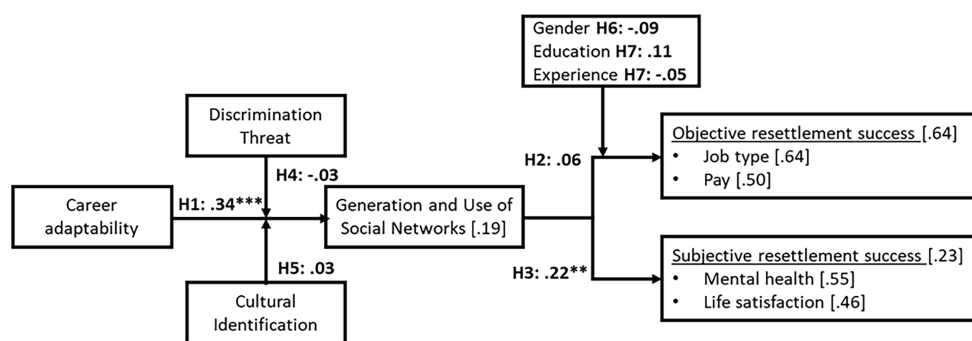 Gender H6: -.09
Education H7: .11
Experience H7: -.05
Discrimination
Threat
H4: -.03
H1: .34***
Career
adaptability
Generation and Use of
Social Networks [.19]
H5: .03
Cultural
Identification
H2: .06
Objective resettlement success [.64]
• Job type [.64]
• Pay [.50]
H3: .22**
Subjective resettlement success [.23]
• Mental health [.55]
• Life satisfaction [.46]